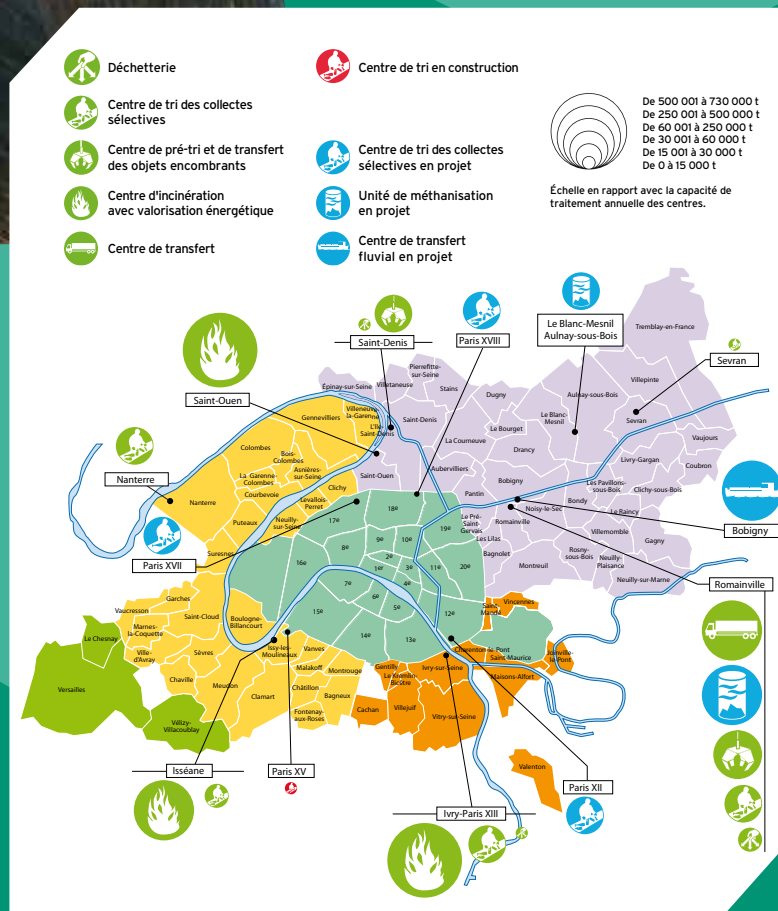 Déchetterie
Centre de tri des collectes
sélectives
Centre de pré-tri et de transfert
des objets encombrants
Centre d'incinération
avec valorisation énergétique
Centre de transfert
Centre de tri en construction
Centre de tri des collectes
sélectives en projet
Unité de méthanisation
en projet
Centre de transfert
fluvial en projet
De 500 001 à 730 000 t
De 250 001 à 500 000 t
De 60 001 à 250 000 t
De 30 001 à 60 000 t
De 15 001 à 30 000 t
De 0 à 15 000 t
Échelle en rapport avec la capacité de
traitement annuelle des centres.
Saint-Denis
Paris XVIII
Le Blanc-Mesnil
Aulnay-sous-Bois
Sevran
Saint-Ouen
Nanterre
Paris XVII
Bobigny
Romainville
Isséane
Paris XV
Ivry-Paris XIII
Paris XII
Tremblay-en-France
Pierrefitte-
sur-Seine
Épinay-sur-Seine
Villetaneuse
Stains
Dugny
Villepinte
Aulnay-sous-Bois
Villeneuve-
la-Garenne
Gennevilliers
L'Île-
Saint-Denis
Saint-Denis
Le Bourget
Le Blanc-
Mesnil
Sevran
Colombes
Bois-
Colombes
La Courneuve
Drancy
Vaujours
Livry-Gargan
Coubron
Asnières-
sur-Seine
La Garenne-
Colombes
Courbevoie
Clichy
Saint-Ouen
Aubervilliers
Bobigny
Les Pavillons-
sous-Bois
Clichy-sous-Bois
Nanterre
Levallois-
Perret
Pantin
Bondy
Le Raincy
Noisy-le-Sec
Puteaux
Neuilly-
sur-Seine
17e
18e
19e
Le Pré-
Saint-
Gervais
Romainville
Villemomble
Gagny
Les Lilas
Suresnes
8e
9e
10e
2e
1er
3e
11e
20e
Bagnolet
Rosny-
sous-Bois
Neuilly-
Plaisance
16e
7e
6e
5e
4e
Montreuil
Neuilly-sur-Marne
Garches
Vaucresson
Saint-Cloud
Marnes-
la-Coquette
Boulogne-
Billancourt
15e
14e
13e
12e
Saint-
Mandé
Vincennes
Le Chesnay
Ville-
d'Avray
Sèvres
Issy-les-
Moulineaux
Vanves
Malakoff
Montrouge
Gentilly
Le Kremlin-
Bicêtre
Ivry-sur-Seine
Charenton-le-Pont
Saint-Maurice
Joinville-
le-Pont
Maisons-Alfort
Versailles
Chaville
Meudon
Clamart
Châtillon
Bagneux
Fontenay-
aux-Roses
Cachan
Villejuif
Vitry-sur-Seine
Vélizy-
Villacoublay
Valenton